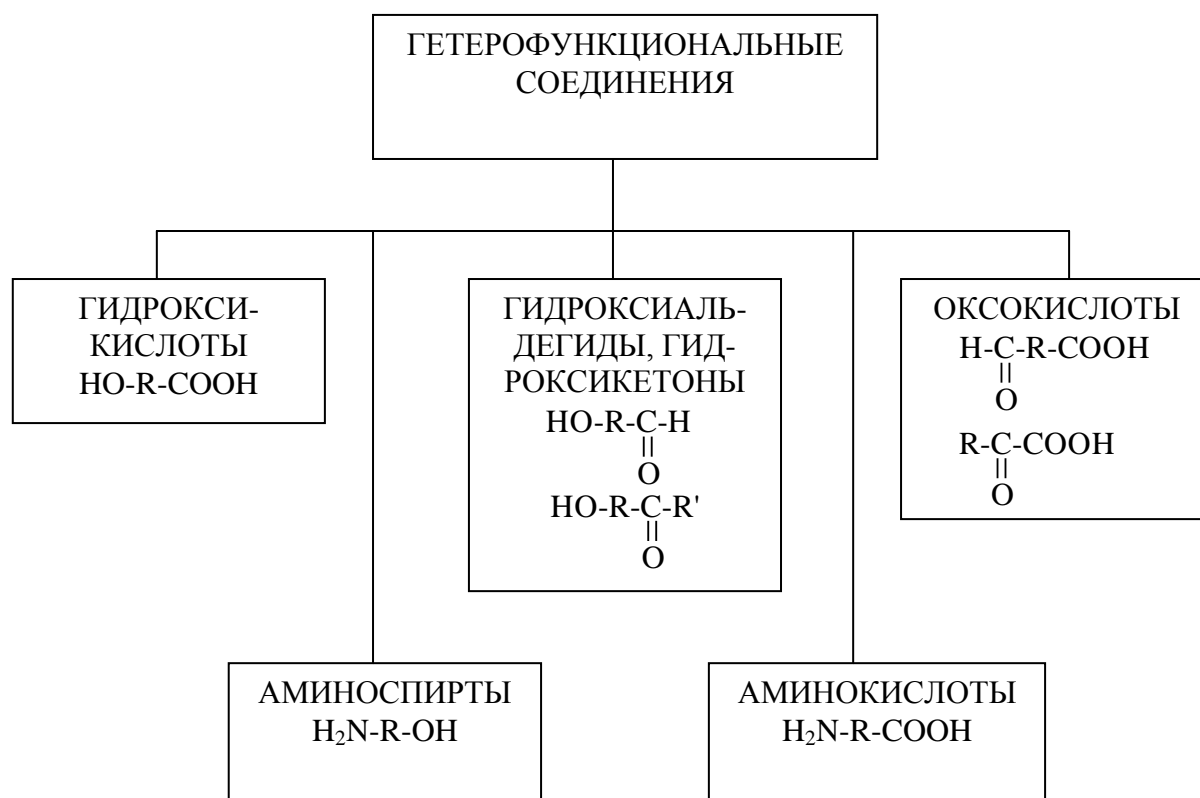 ГЕТЕРОФУНКЦИОНАЛЬНЫЕ
СОЕДИНЕНИЯ
ГИДРОКСИ-
КИСЛОТЫ
HO-R-COOH
ГИДРОКСИАЛЬ-
ДЕГИДЫ, ГИД-
РОКСИКЕТОНЫ
HO-R-C-H
||
O
HO-R-C-R'
||
O
ОКСОКИСЛОТЫ
H-C-R-COOH
||
O
R-C-COOH
||
O
АМИНОСПИРТЫ
H₂N-R-OH
АМИНОКИСЛОТЫ
H₂N-R-COOH